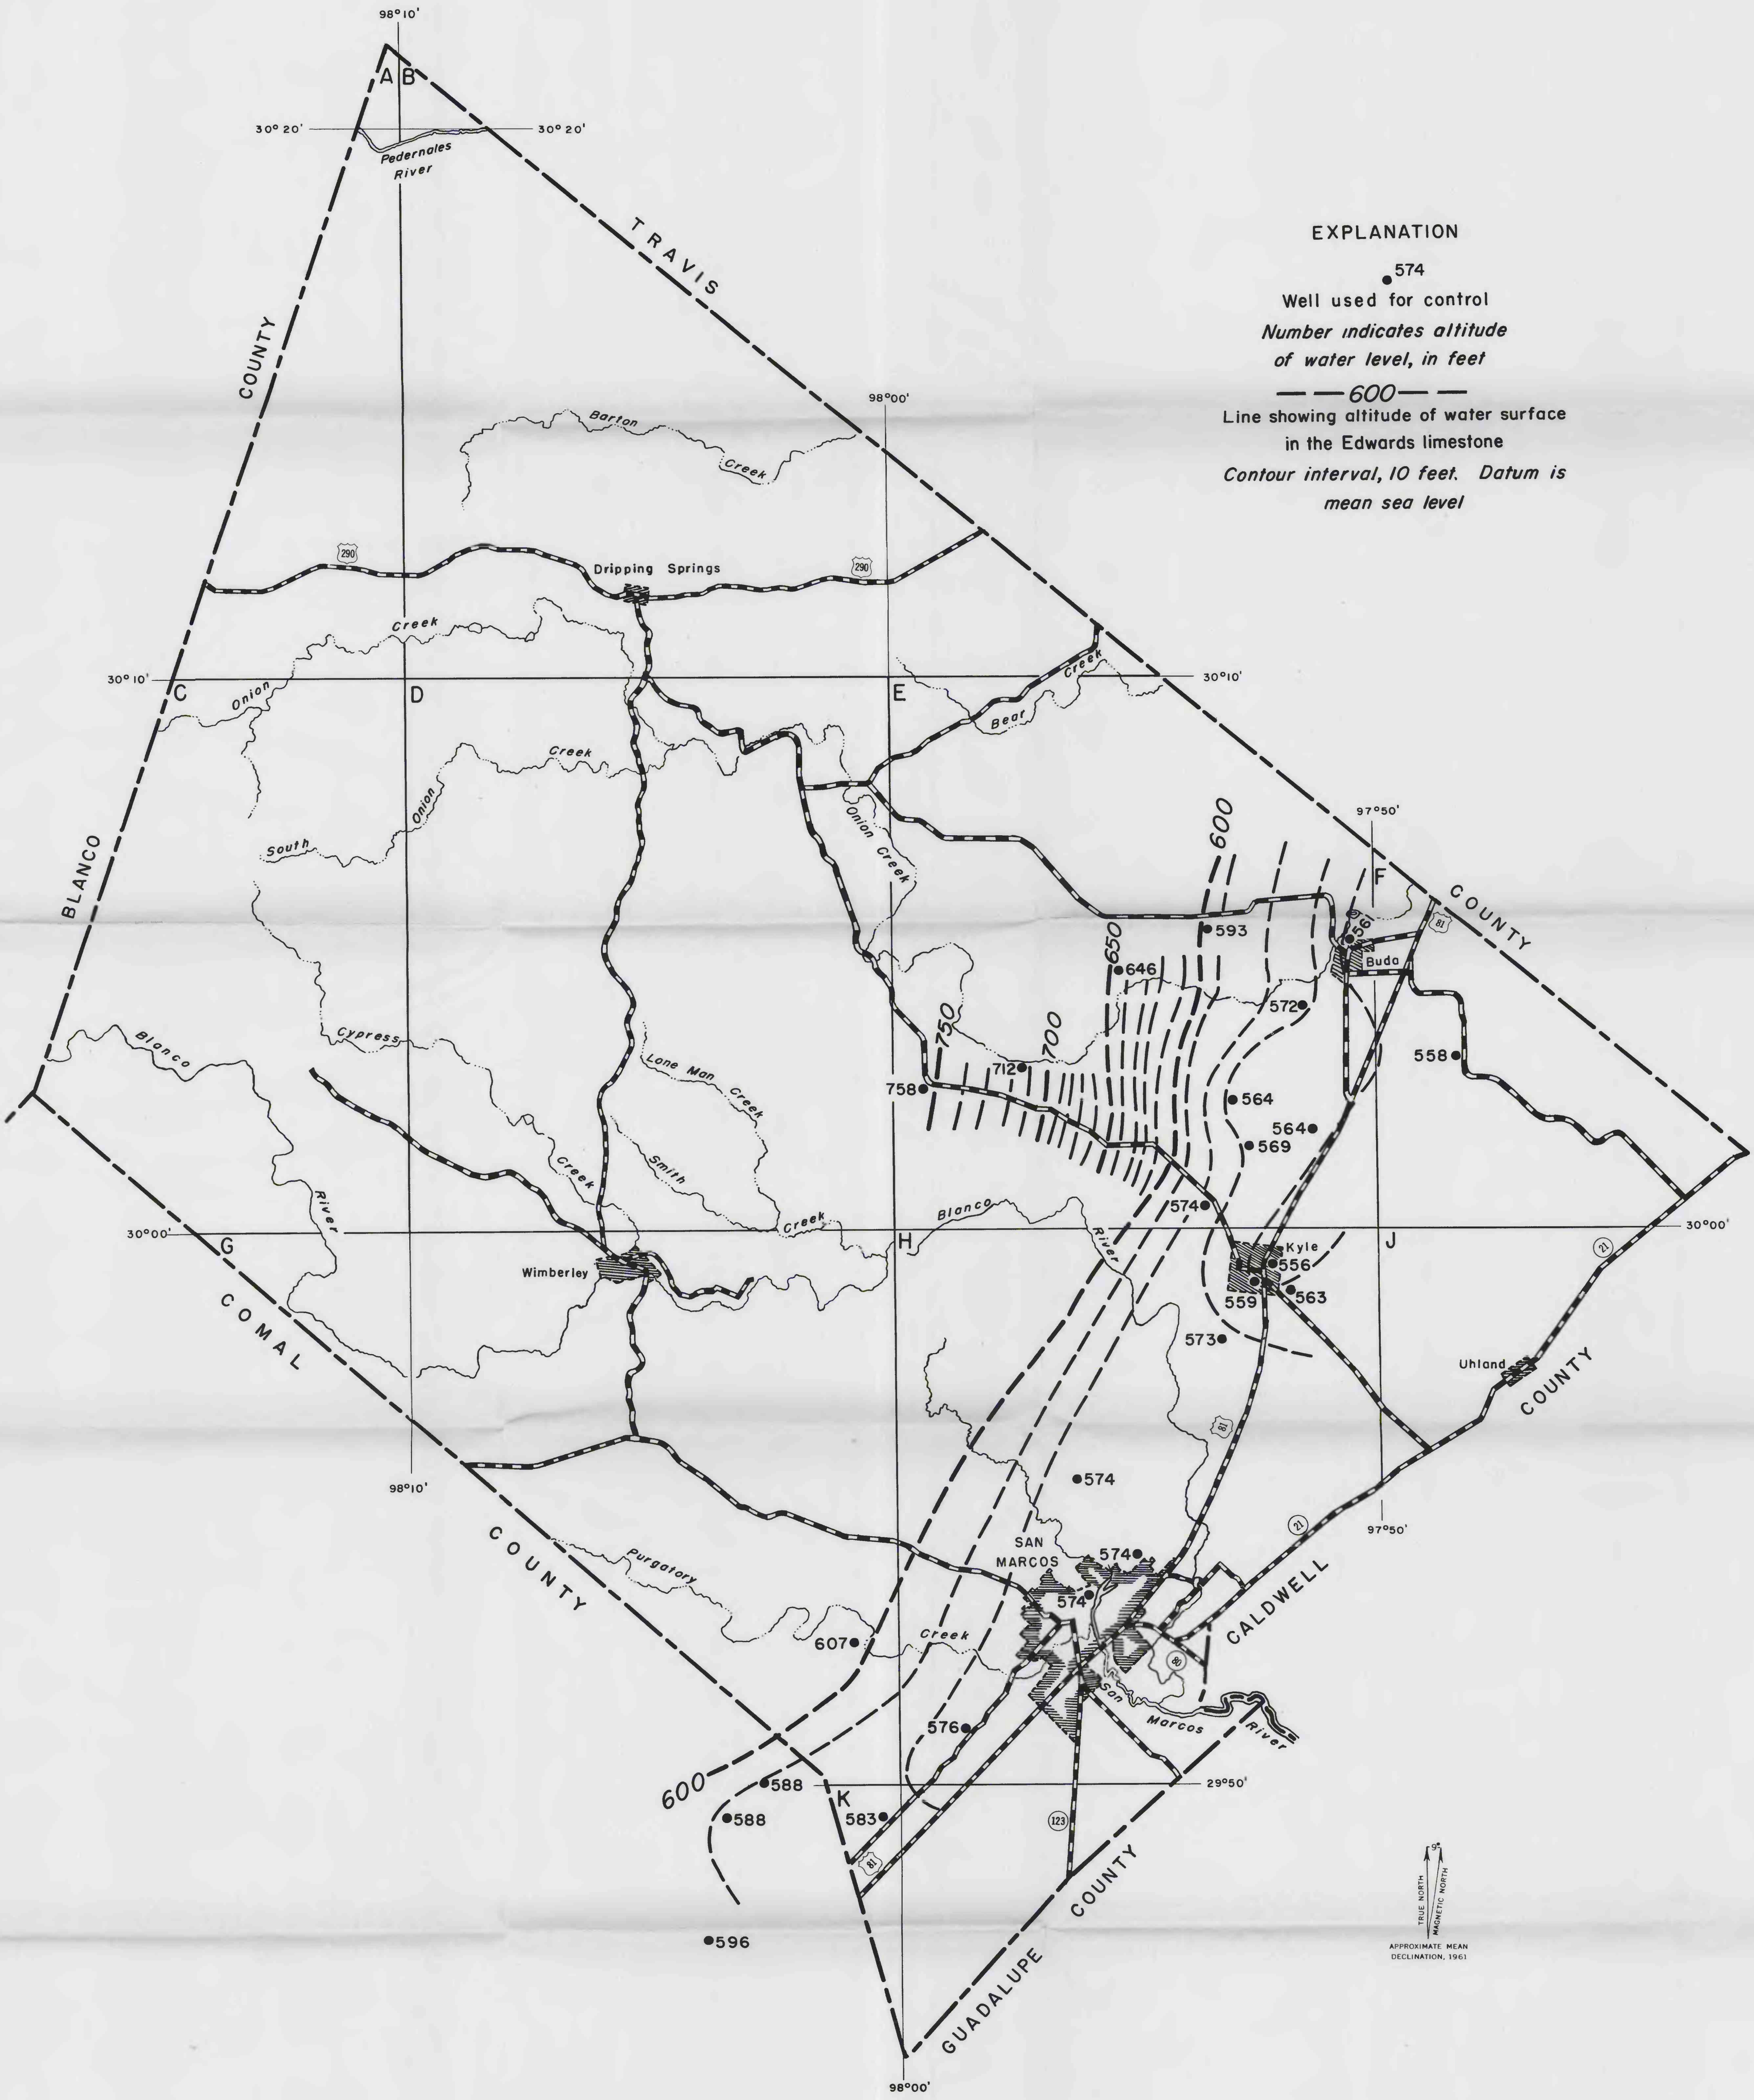 98°10'
A B
30°20'
30°20'
Pedernales
River
TRAVIS
EXPLANATION
574
Well used for control
Number indicates altitude
of water level, in feet
600
Line showing altitude of water surface
in the Edwards limestone
Contour interval, 10 feet. Datum is
mean sea level
COUNTY
98°00'
Barton
Creek
290
Dripping Springs
290
Creek
30°10'
C
Onion
D
E
Creek
Bear
30°10'
Creek
Onion
South
Onion Creek
BLANCO
600
97°50'
F
COUNTY
561
81
593
650
646
Buda
572
750
700
712
758
558
Blanco
Cypress
Lone Man Creek
564
564
569
Creek
Smith
Creek
River
Blanco
River
574
30°00'
G
H
J
30°00'
Wimberley
Kyle
556
559
563
21
COMAL
573
Uhland
COUNTY
81
98°10'
574
97°50'
21
COUNTY
SAN
MARCOS
574
574
Purgatory
Creek
607
CALDWELL
80
San
Marcos
River
576
600
588
K
29°50'
588
583
123
81
COUNTY
596
GUADALUPE
98°00'
9°
TRUE NORTH
MAGNETIC NORTH
APPROXIMATE MEAN
DECLINATION, 1961